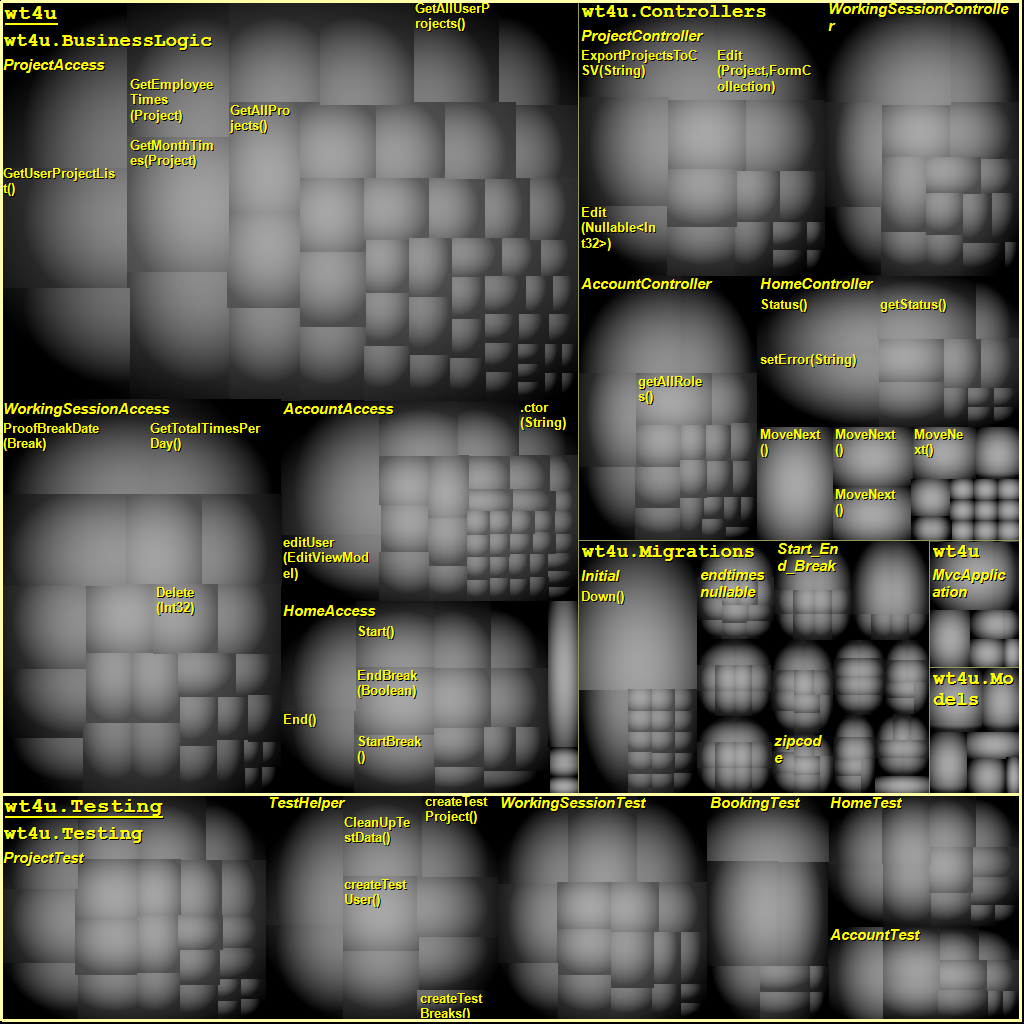 wt4u
wt4u.BusinessLogic
ProjectAccess
GetAllUserP
rojects()
GetEmployee
Times
(Project)
GetAllPro
jects()
GetMonthTim
es(Project)
GetUserProjectLis
t()
WorkingSessionAccess
ProofBreakDate
(Break)
GetTotalTimesPer
Day()
Delete
(Int32)
AccountAccess
.ctor
(String)
editUser
(EditViewMod
el)
HomeAccess
Start()
EndBreak
(Boolean)
End()
StartBreak
()
wt4u.Controllers
ProjectController
ExportProjectsToC
SV(String)
Edit
(Project,FormC
ollection)
Edit
(Nullable<In
t32>)
WorkingSessionControlle
r
AccountController
getAllRole
s()
HomeController
Status()
getStatus()
setError(String)
MoveNext
()
MoveNext
()
MoveNe
xt()
MoveNext
()
wt4u.Migrations
Initial
Down()
endtimes
nullable
Start_En
d_Break
zipcod
e
wt4u
MvcApplic
ation
wt4u.Mo
dels
wt4u.Testing
wt4u.Testing
ProjectTest
TestHelper
CleanUpTe
stData()
createTest
Project()
createTest
User()
createTest
Breaks()
WorkingSessionTest
BookingTest
HomeTest
AccountTest